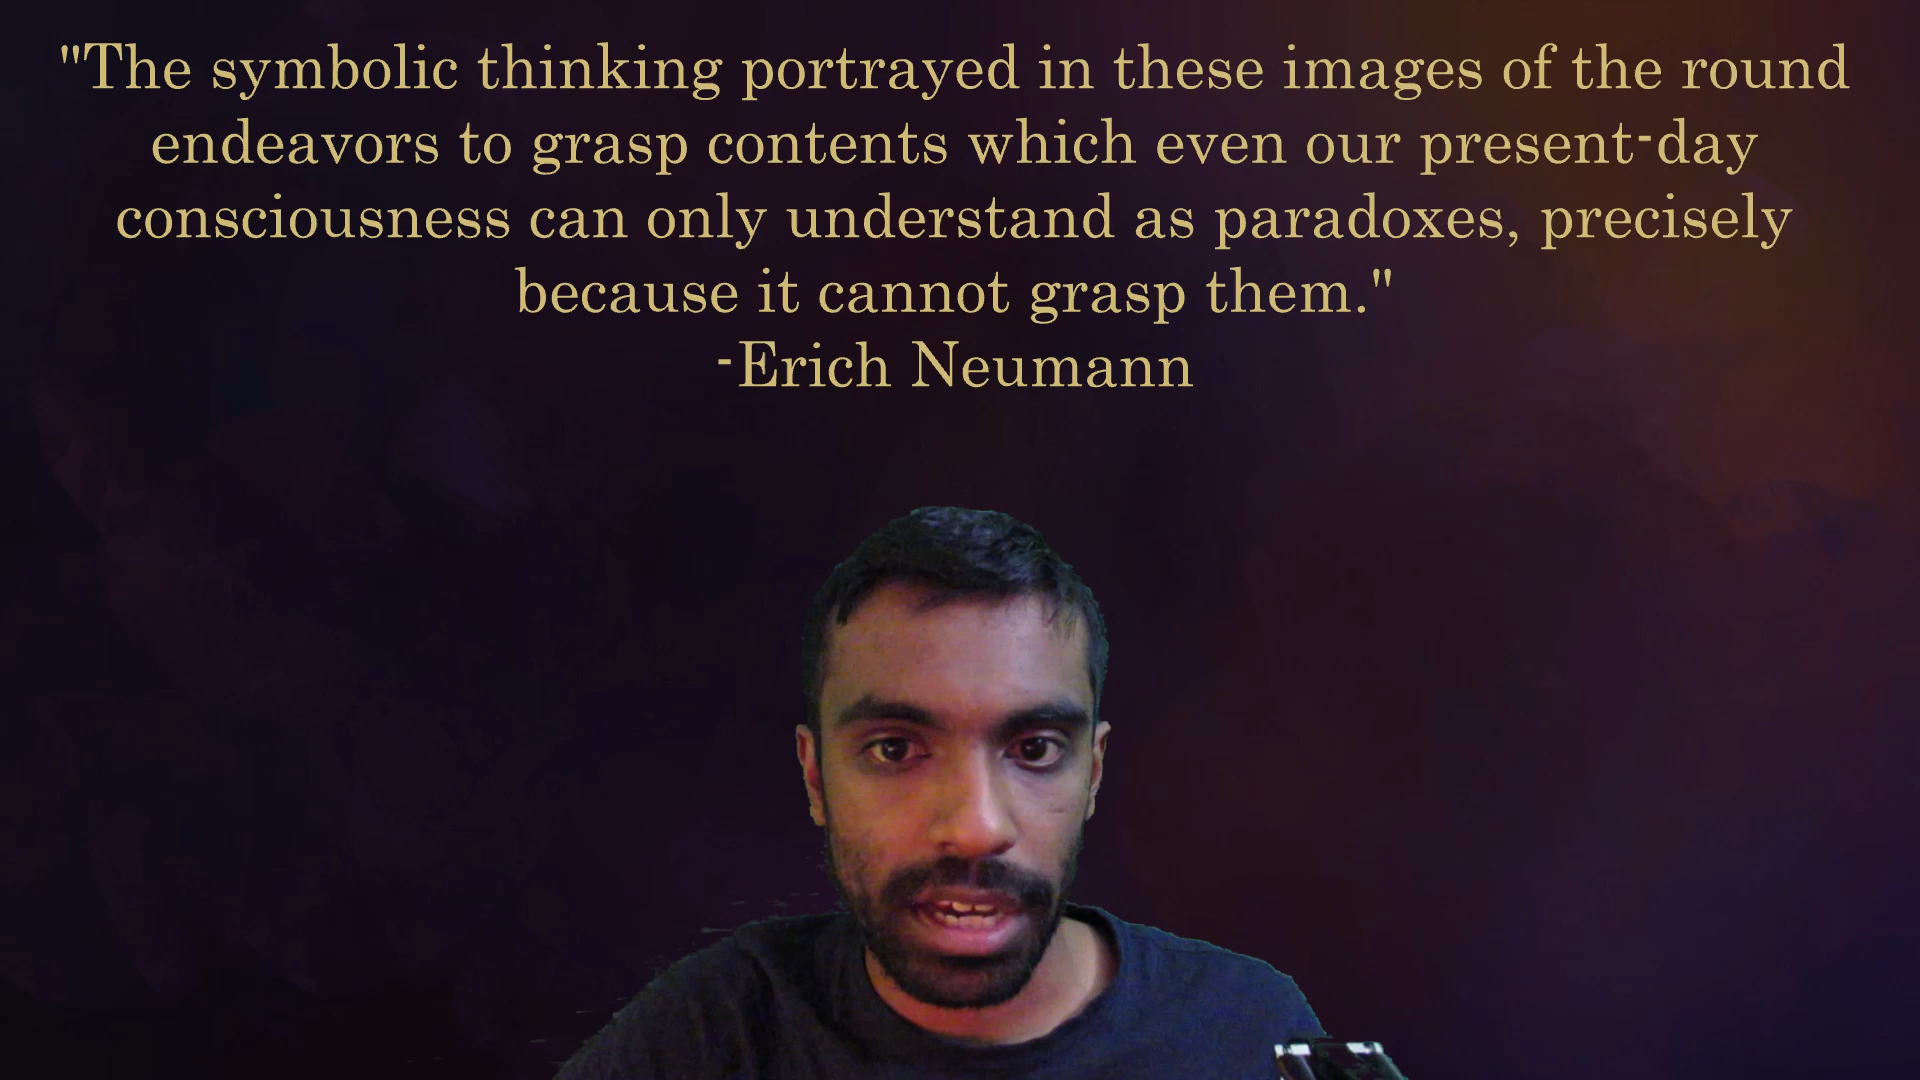 "The symbolic thinking portrayed in these images of the round
endeavors to grasp contents which even our present-day
consciousness can only understand as paradoxes, precisely
because it cannot grasp them."
-Erich Neumann